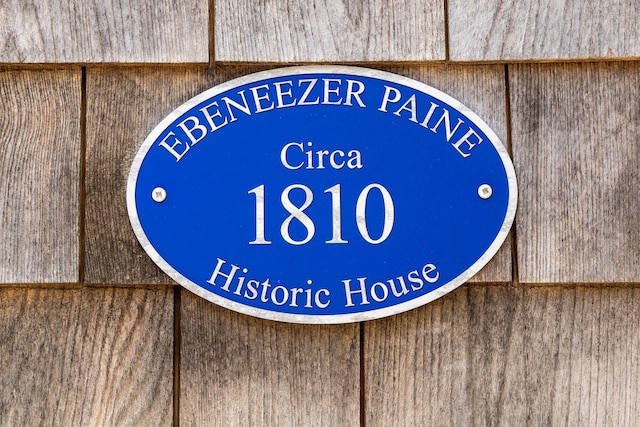 EBENEEZER PAINE
Circa
1810
Historic House